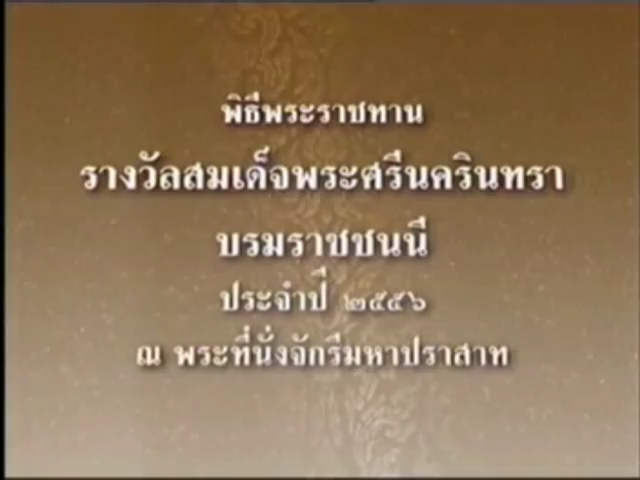 พิธีพระราชทาน
รางวัลสมเด็จพระศรีนครินทรา
บรมราชชนนี
ประจำปี ๒๕๕๖
ณ พระที่นั่งจักรีมหาปราสาท